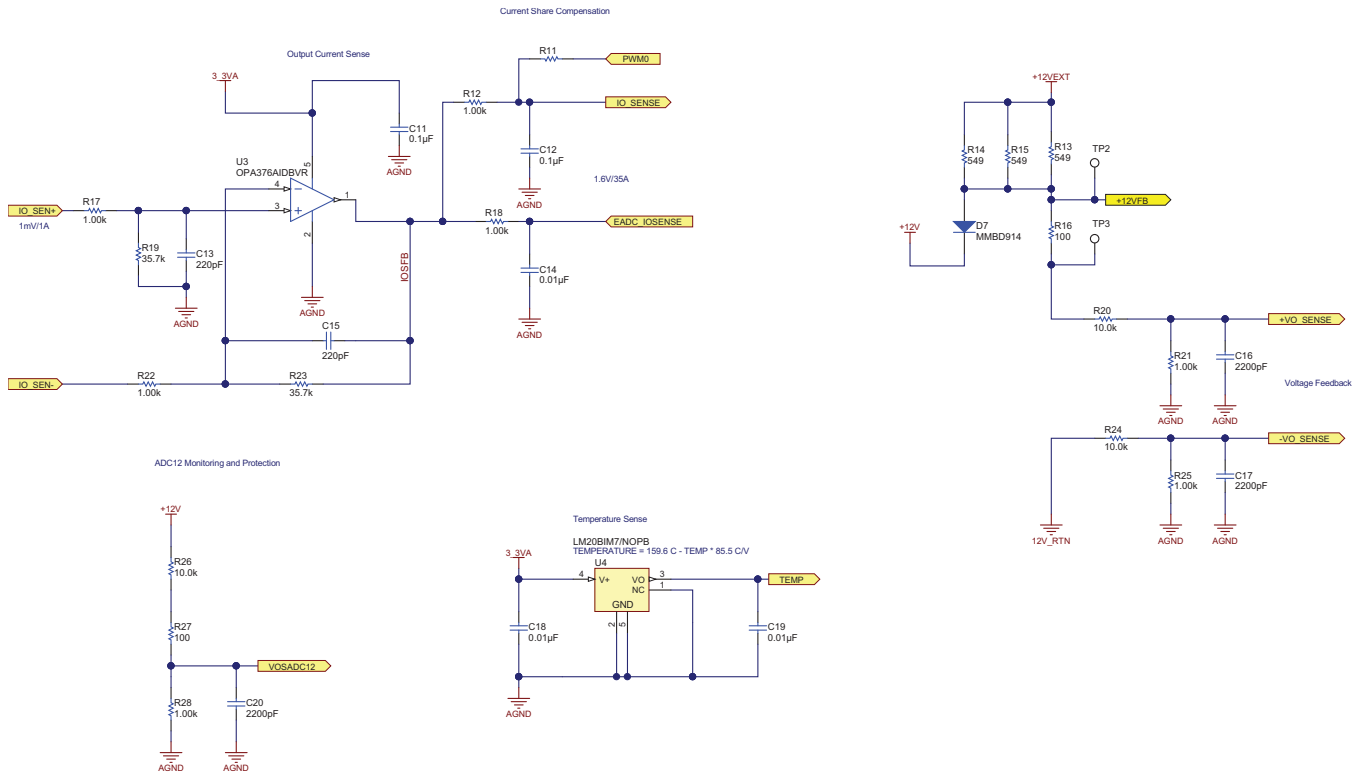 Current Share Compensation
Output Current Sense
R11
PWM0
3_3VA
R12
1.00k
IO_SENSE
C11
0.1µF
AGND
C12
0.1µF
AGND
1.6V/35A
U3
OPA376AIDBVR
5
4
3
1
2
IO_SEN+
1mV/1A
R17
1.00k
R19
35.7k
C13
220pF
AGND
AGND
R18
1.00k
EADC_IOSENSE
IOSFB
C14
0.01µF
AGND
C15
220pF
IO_SEN-
R22
1.00k
R23
35.7k
+12VEXT
R14
549
R15
549
R13
549
TP2
+12VFB
D7
MMBD914
+12V
R16
100
TP3
R20
10.0k
+VO_SENSE
R21
1.00k
C16
2200pF
Voltage Feedback
AGND
AGND
R24
10.0k
-VO_SENSE
R25
1.00k
C17
2200pF
12V_RTN
AGND
AGND
ADC12 Monitoring and Protection
+12V
R26
10.0k
R27
100
VOSADC12
R28
1.00k
C20
2200pF
AGND
AGND
Temperature Sense
LM20BIM7/NOPB
TEMPERATURE = 159.6 C - TEMP * 85.5 C/V
3_3VA
U4
4
V+
VO
3
NC
1
GND
2
5
TEMP
C18
0.01µF
C19
0.01µF
AGND